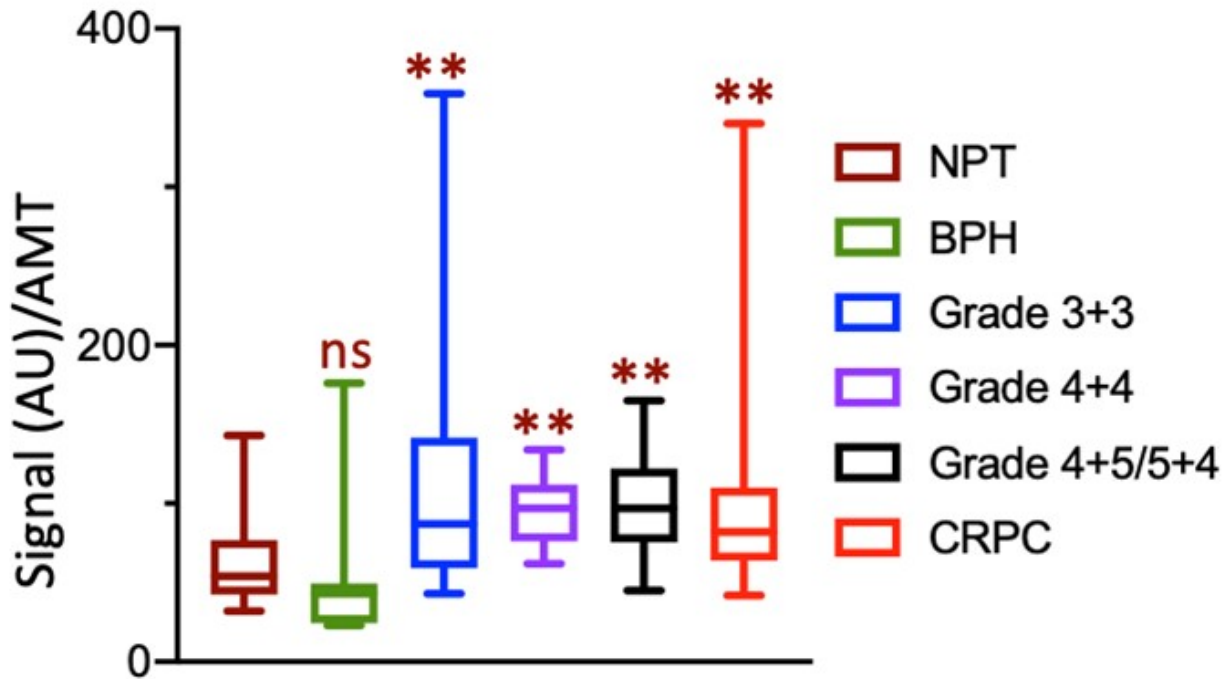 Signal (AU)/AMT
400
200
0
ns
**
**
**
**
NPT
BPH
Grade 3+3
Grade 4+4
Grade 4+5/5+4
CRPC